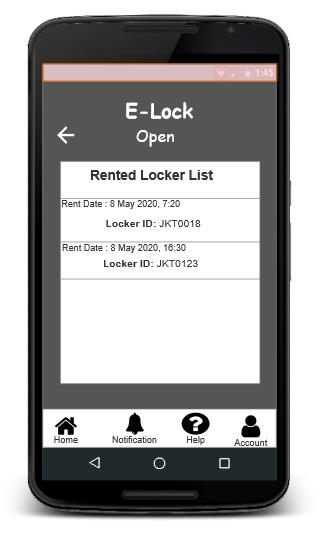 1:45
E-Lock
Open
Rented Locker List
Rent Date : 8 May 2020, 7:20
Locker ID: JKT0018
Rent Date : 8 May 2020, 16:30
Locker ID: JKT0123
Home
Notification
Help
Account